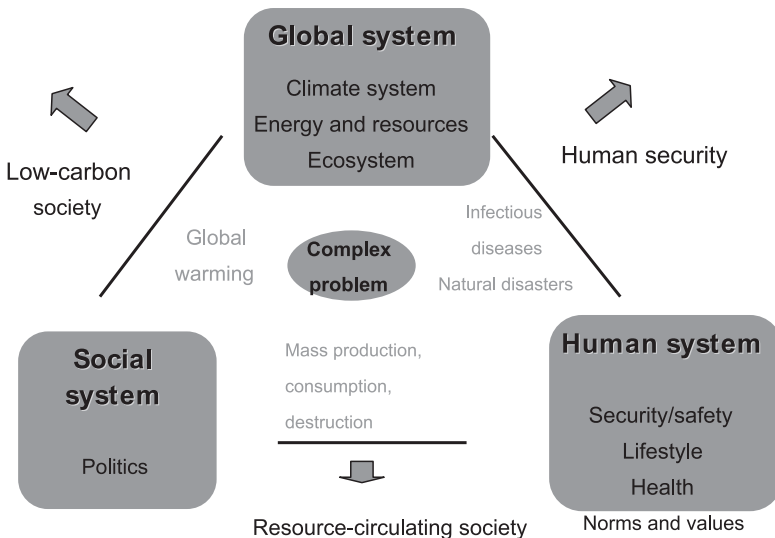 Global system
Climate system
Energy and resources
Ecosystem
Low-carbon
society
Human security
Global
warming
Complex
problem
Infectious
diseases
Natural disasters
Social
system
Politics
Mass production,
consumption,
destruction
Human system
Security/safety
Lifestyle
Health
Norms and values
Resource-circulating society